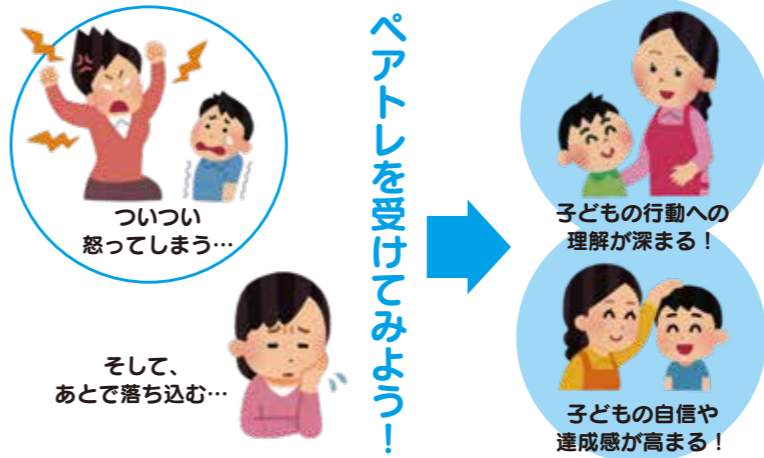 ついつい
怒ってしまう…
そして、
あとで落ち込む…
ペアトレを受けてみよう！
子どもの行動への
理解が深まる！
子どもの自信や
達成感が高まる！